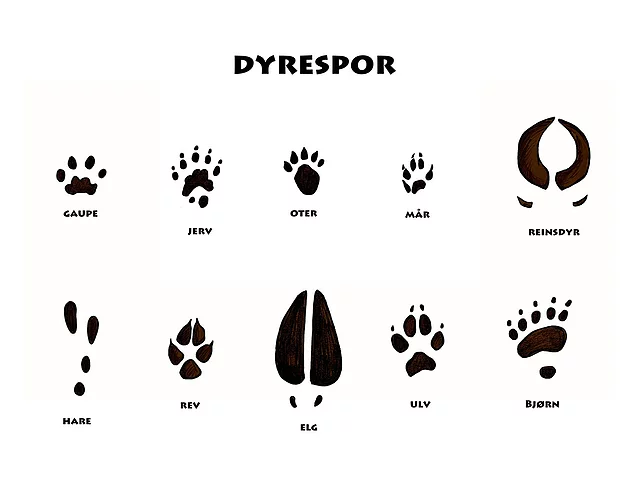 DYRESPOR
GAUPE
JERV
OTER
MÅR
REINSDYR
HARE
REV
ELG
ULV
BJØRN